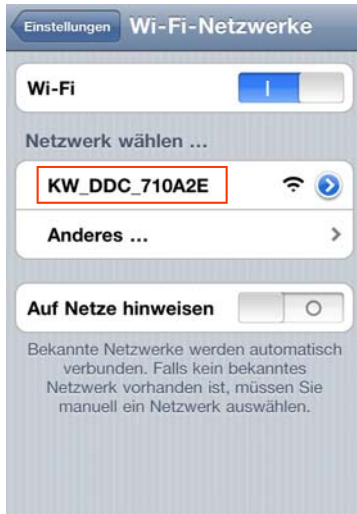 Einstellungen Wi-Fi-Netzwerke
Wi-Fi
Netzwerk wählen ...
KW_DDC_710A2E
Anderes ...
Auf Netze hinweisen
Bekannte Netzwerke werden automatisch
verbunden. Falls kein bekanntes
Netzwerk vorhanden ist, müssen Sie
manuell ein Netzwerk auswählen.